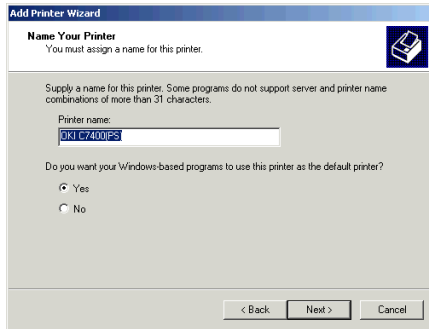 Add Printer Wizard
Name Your Printer
You must assign a name for this printer.
Supply a name for this printer. Some programs do not support server and printer name
combinations of more than 31 characters.
Printer name:
OKI C7400(PS)
Do you want your Windows-based programs to use this printer as the default printer?
Yes
No
< Back
Next >
Cancel